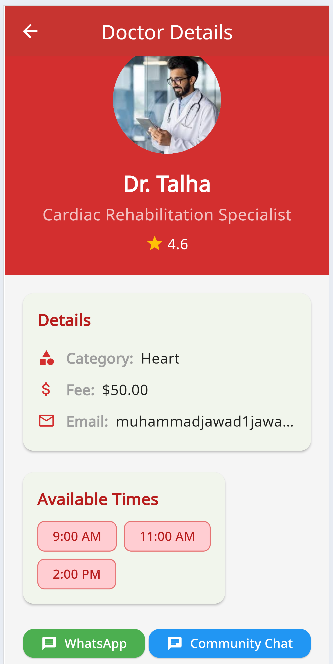 Doctor Details
Dr. Talha
Cardiac Rehabilitation Specialist
4.6
Details
Category: Heart
Fee: $50.00
Email: muhammadjawad1jawa...
Available Times
9:00 AM 11:00 AM
2:00 PM
WhatsApp Community Chat